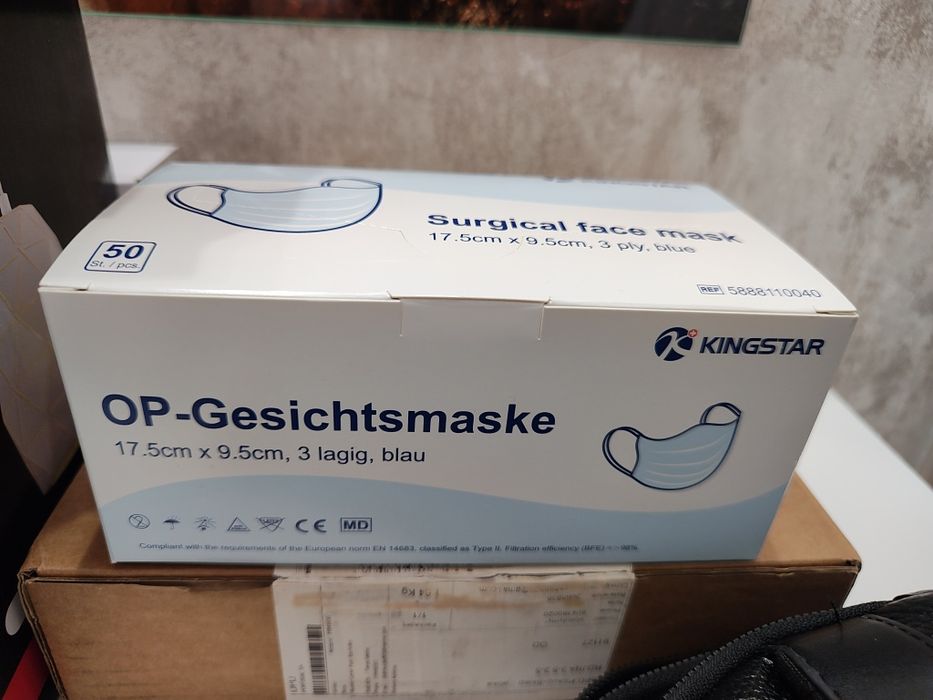 KINGSTAR
Surgical face mask
17.5cm x 9.5cm, 3 ply, blue
50
St. / pcs.
REF 5888110040
KINGSTAR
OP-Gesichtsmaske
17.5cm x 9.5cm, 3 lagig, blau
CE MD
Compliant with the requirements of the European norm EN 14683, classified as Type II, Filtration efficiency (BFE) 98%